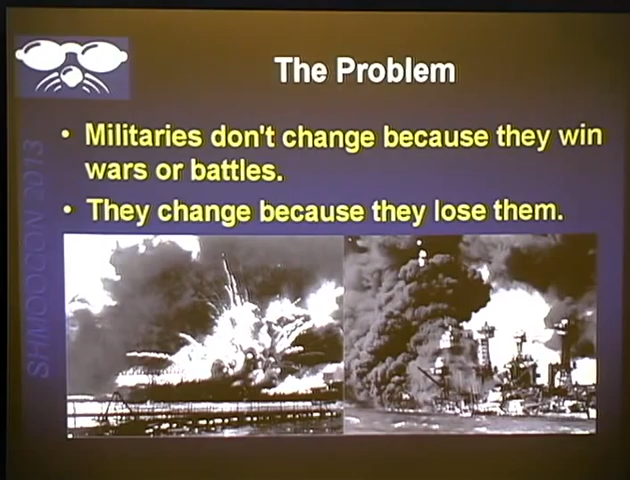 The Problem
• Militaries don't change because they win
wars or battles.
• They change because they lose them.
SHMOOCON 2013